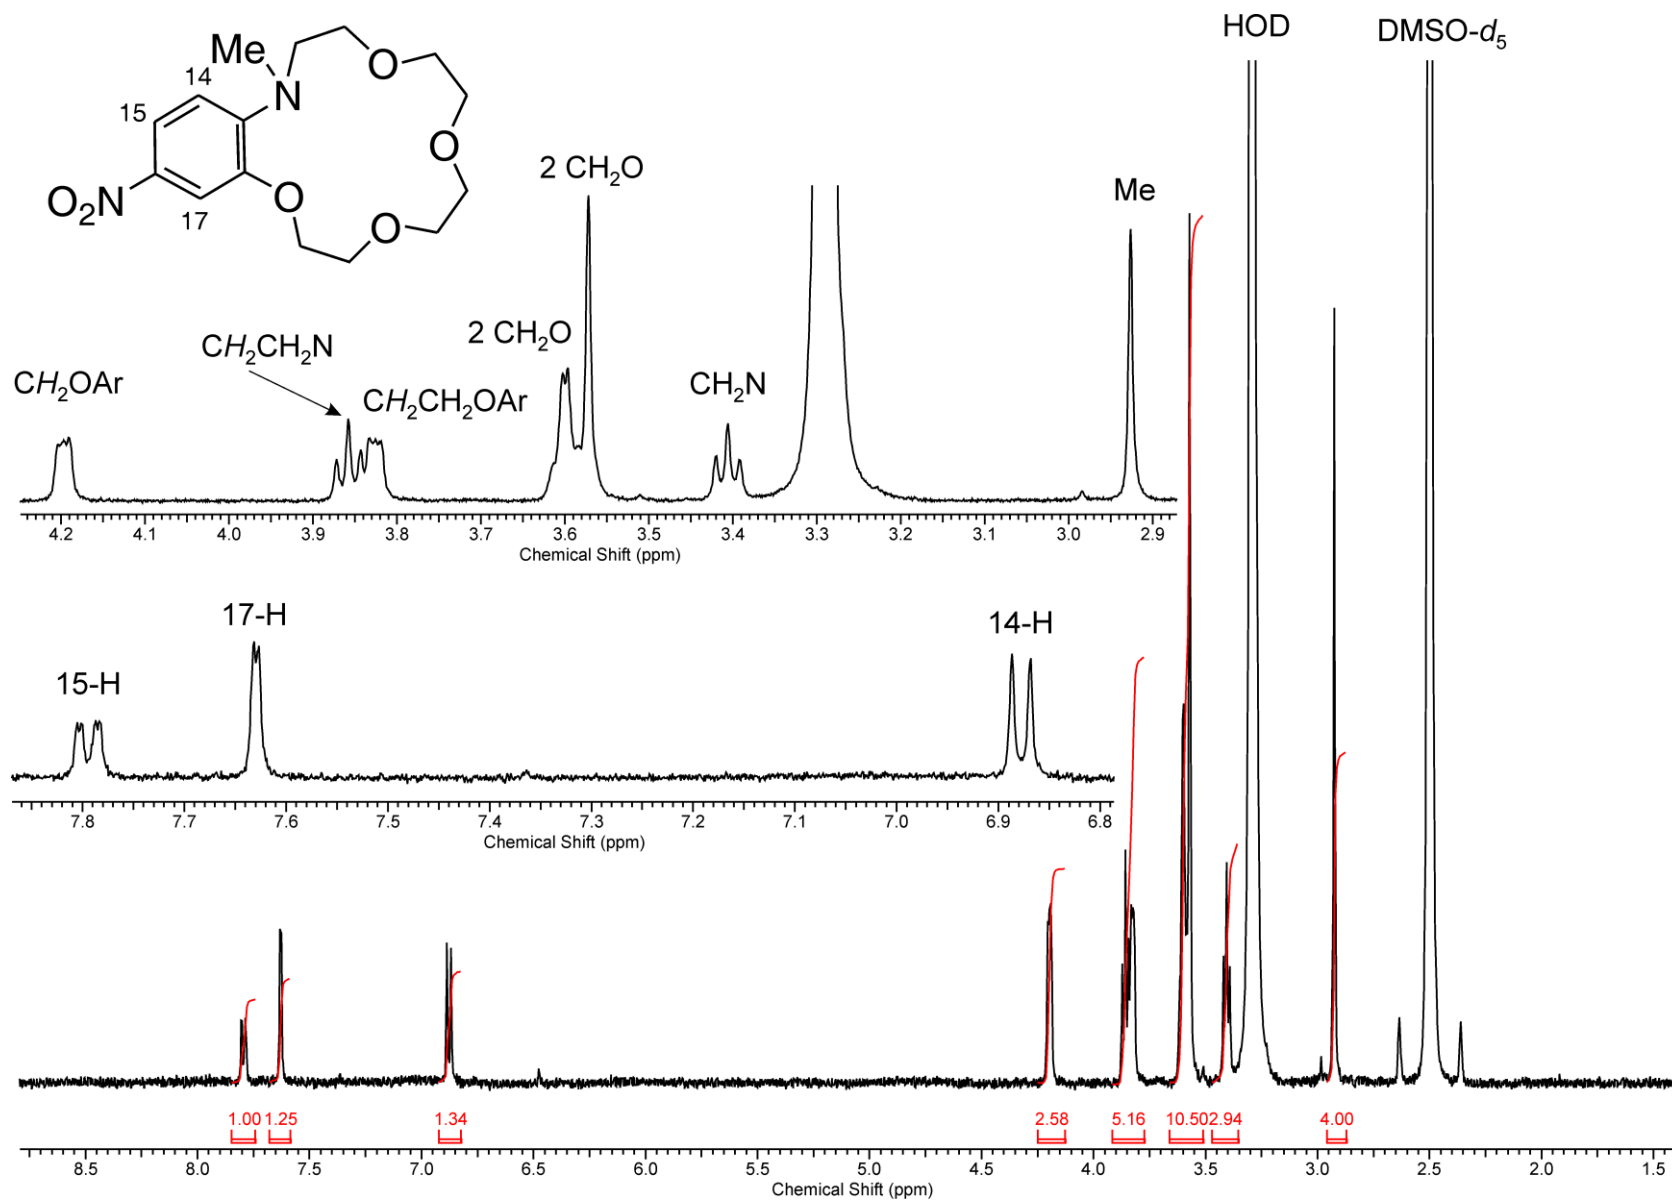 HOD
DMSO-d5
Me
O
14
N
15
O
O2N
17
O
O
2 CH2O
Me
2 CH2O
CH2CH2N
CH2OAr
CH2CH2OAr
CH2N
4.2 4.1 4.0 3.9 3.8 3.7 3.6 3.5 3.4 3.3 3.2 3.1 3.0 2.9
Chemical Shift (ppm)
17-H
14-H
15-H
7.8 7.7 7.6 7.5 7.4 7.3 7.2 7.1 7.0 6.9 6.8
Chemical Shift (ppm)
1.00 1.25 1.34 2.58 5.16 10.50 2.94 4.00
8.5 8.0 7.5 7.0 6.5 6.0 5.5 5.0 4.5 4.0 3.5 3.0 2.5 2.0 1.5
Chemical Shift (ppm)